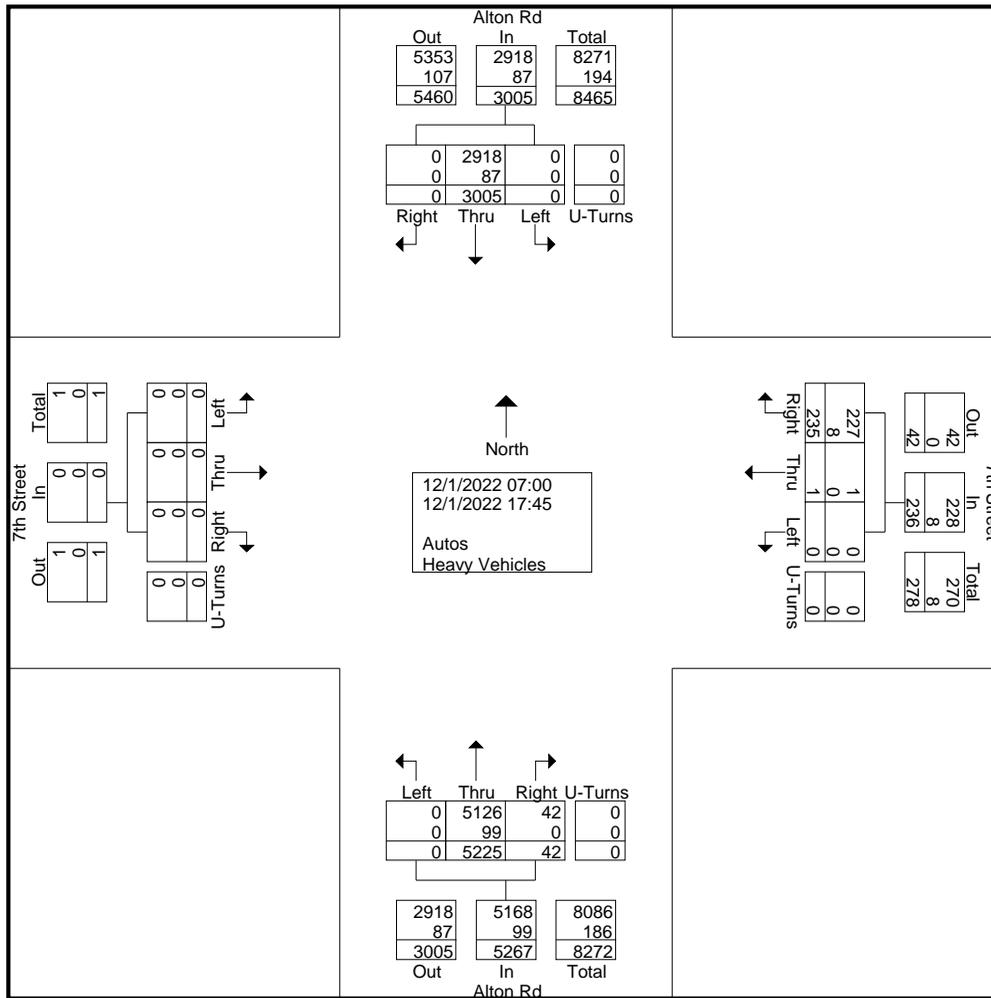 Alton Rd
Out In Total
5353 2918 8271
107 87 194
5460 3005 8465
0 2918 0 0
0 87 0 0
0 3005 0 0
Right Thru Left U-Turns
7th Street
Total In Out
1 0 1
0 0 0
1 0 1
Left Thru Right U-Turns
0 0 0 0
0 0 0 0
0 0 0 0
North
12/1/2022 07:00
12/1/2022 17:45
Autos
Heavy Vehicles
Right Thru Left U-Turns
227 1 0 0
8 0 0 0
235 1 0 0
Out In Total
42 228 270
0 8 8
42 236 278
Left Thru Right U-Turns
0 5126 42 0
0 99 0 0
0 5225 42 0
2918 5168 8086
87 99 186
3005 5267 8272
Out In Total
Alton Rd